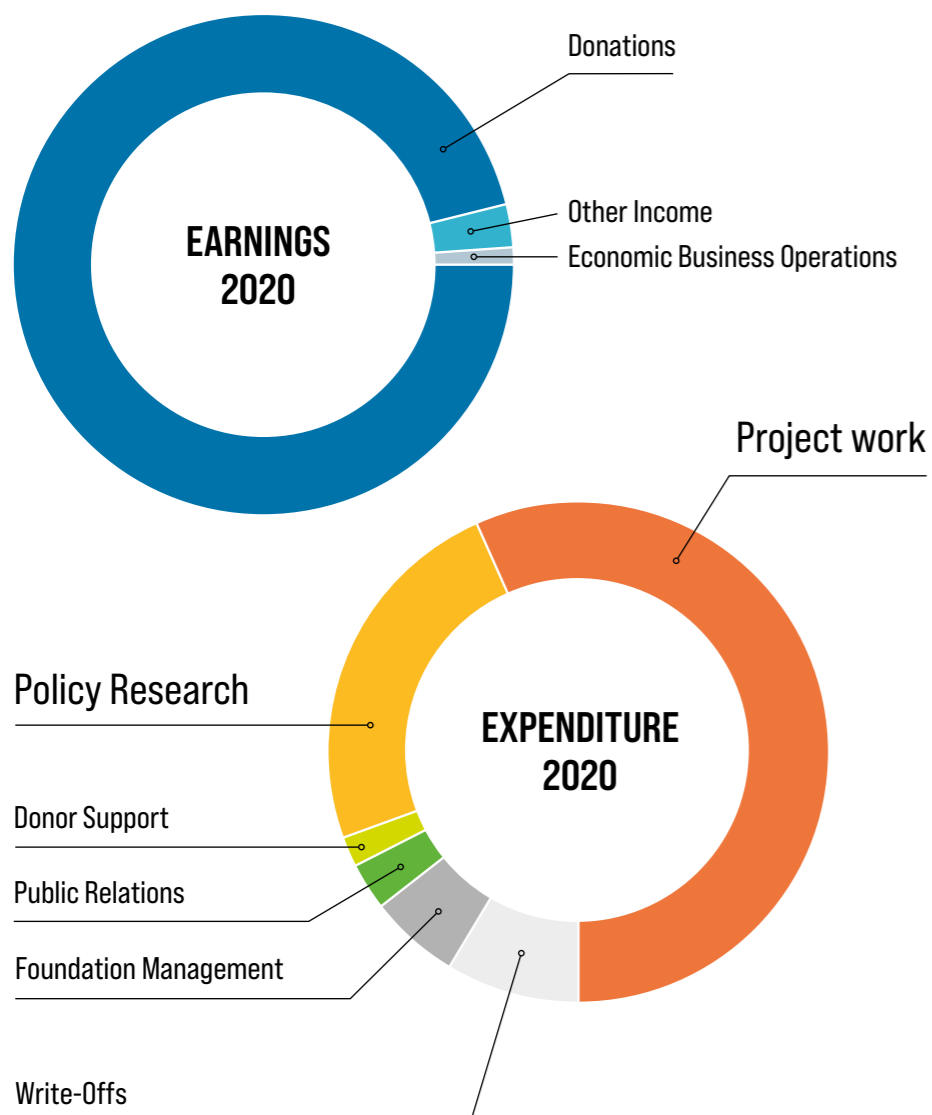 Donations
Other Income
Economic Business Operations
EARNINGS
2020
Project work
Policy Research
EXPENDITURE
2020
Donor Support
Public Relations
Foundation Management
Write-Offs